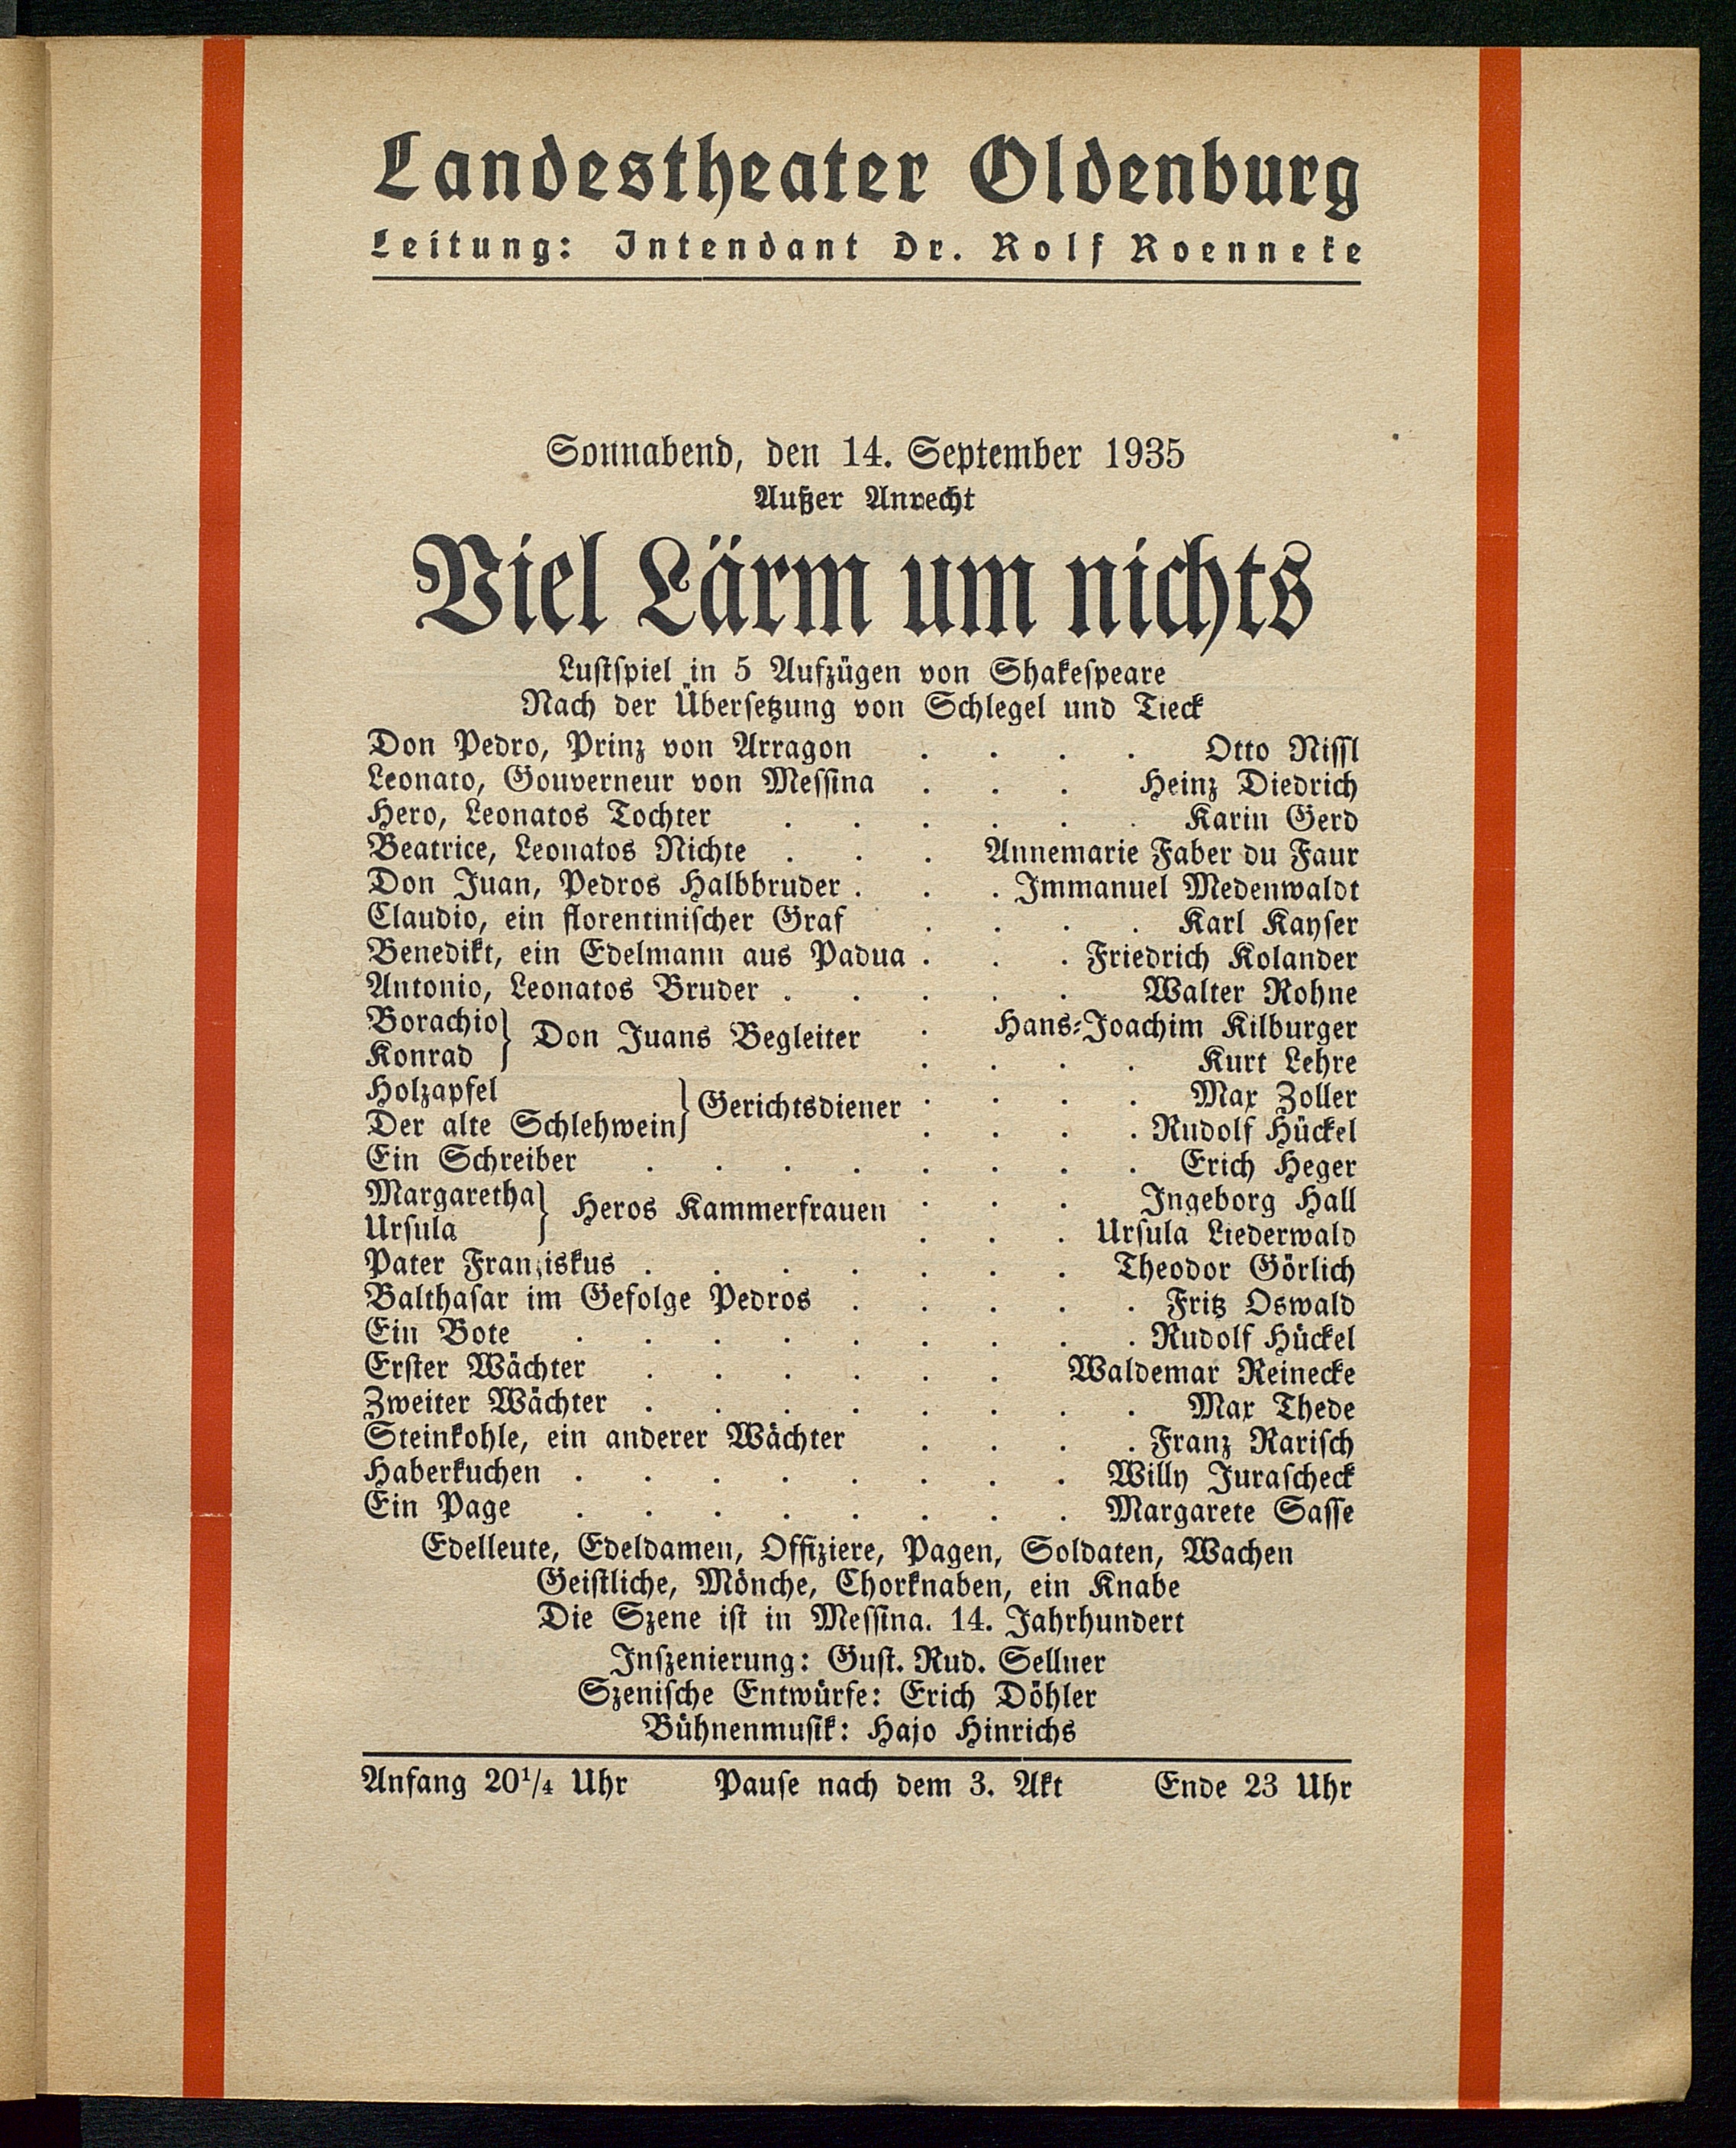 Landestheater Oldenburg
Leitung: Intendant Dr. Rolf Roenneke
Sonnabend, den 14. September 1935
Außer Anrecht
Viel Lärm um nichts
Lustspiel in 5 Aufzügen von Shakespeare
Nach der Übersetzung von Schlegel und Tieck
Don Pedro, Prinz von Arragon . . . . Otto Nissl
Leonato, Gouverneur von Messina . . . Heinz Diedrich
Hero, Leonatos Tochter . . . . . . Karin Gerd
Beatrice, Leonatos Nichte . . . Annemarie Faber du Faur
Don Juan, Pedros Halbbruder . . . Immanuel Medenwaldt
Claudio, ein florentinischer Graf . . . . Karl Kayser
Benedikt, ein Edelmann aus Padua . . . Friedrich Kolander
Antonio, Leonatos Bruder . . . . . Walter Rohne
Borachio } Don Juans Begleiter . Hans-Joachim Kilburger
Konrad } . . . . Kurt Lehre
Holzapfel } Gerichtsdiener . . . . Max Zoller
Der alte Schlehwein } . . . . Rudolf Hückel
Ein Schreiber . . . . . . . . Erich Heger
Margaretha } Heros Kammerfrauen . . . Ingeborg Hall
Ursula } . . . Ursula Liederwald
Pater Franziskus . . . . . . . Theodor Görlich
Balthasar im Gefolge Pedros . . . . . Fritz Oswald
Ein Bote . . . . . . . . . Rudolf Hückel
Erster Wächter . . . . . . Waldemar Reinecke
Zweiter Wächter . . . . . . . . Max Thede
Steinkohle, ein anderer Wächter . . . . Franz Rarisch
Haberkuchen . . . . . . . . Willy Jurascheck
Ein Page . . . . . . . . Margarete Sasse
Edelleute, Edeldamen, Offiziere, Pagen, Soldaten, Wachen
Geistliche, Mönche, Chorknaben, ein Knabe
Die Szene ist in Messina. 14. Jahrhundert
Inszenierung: Gust. Rud. Sellner
Szenische Entwürfe: Erich Döhler
Bühnenmusik: Hajo Hinrichs
Anfang 20¹/₄ Uhr Pause nach dem 3. Akt Ende 23 Uhr